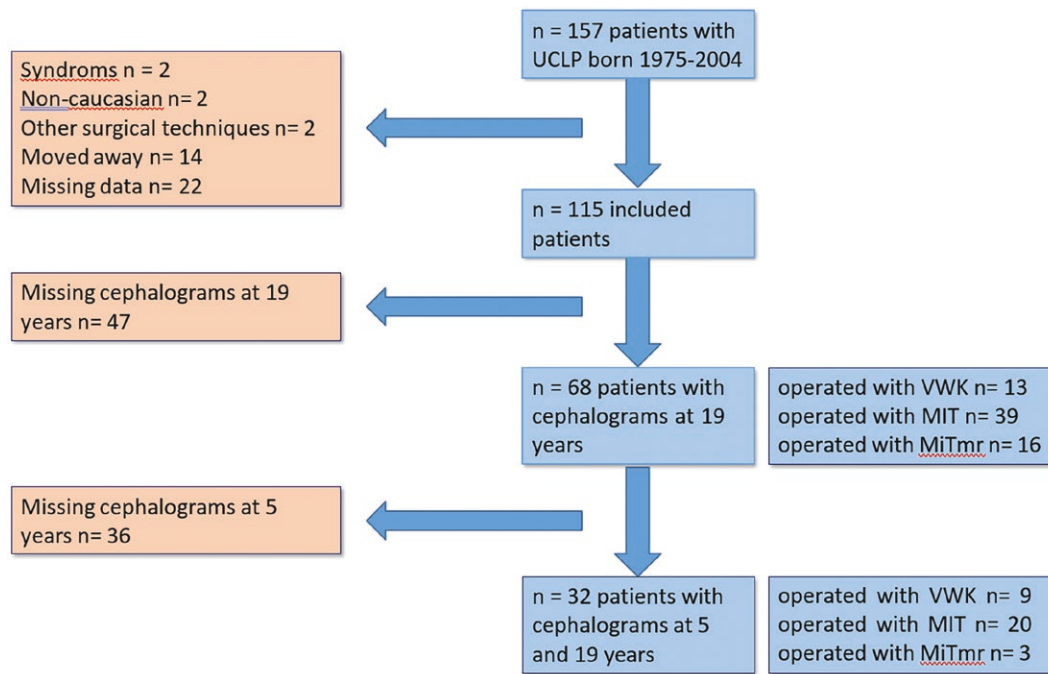 n = 157 patients with
UCLP born 1975-2004
Syndroms n = 2
Non-caucasian n= 2
Other surgical techniques n= 2
Moved away n= 14
Missing data n= 22
n = 115 included
patients
Missing cephalograms at 19
years n= 47
n = 68 patients with
cephalograms at 19
years
operated with VWK n= 13
operated with MIT n= 39
operated with MiTmr n= 16
Missing cephalograms at 5
years n= 36
n = 32 patients with
cephalograms at 5
and 19 years
operated with VWK n= 9
operated with MIT n= 20
operated with MiTmr n= 3